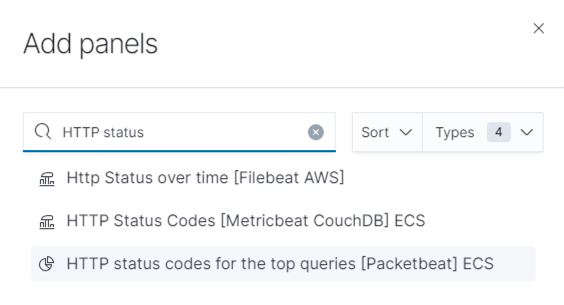 Add panels
HTTP status
Sort
Types 4
Http Status over time [Filebeat AWS]
HTTP Status Codes [Metricbeat CouchDB] ECS
HTTP status codes for the top queries [Packetbeat] ECS